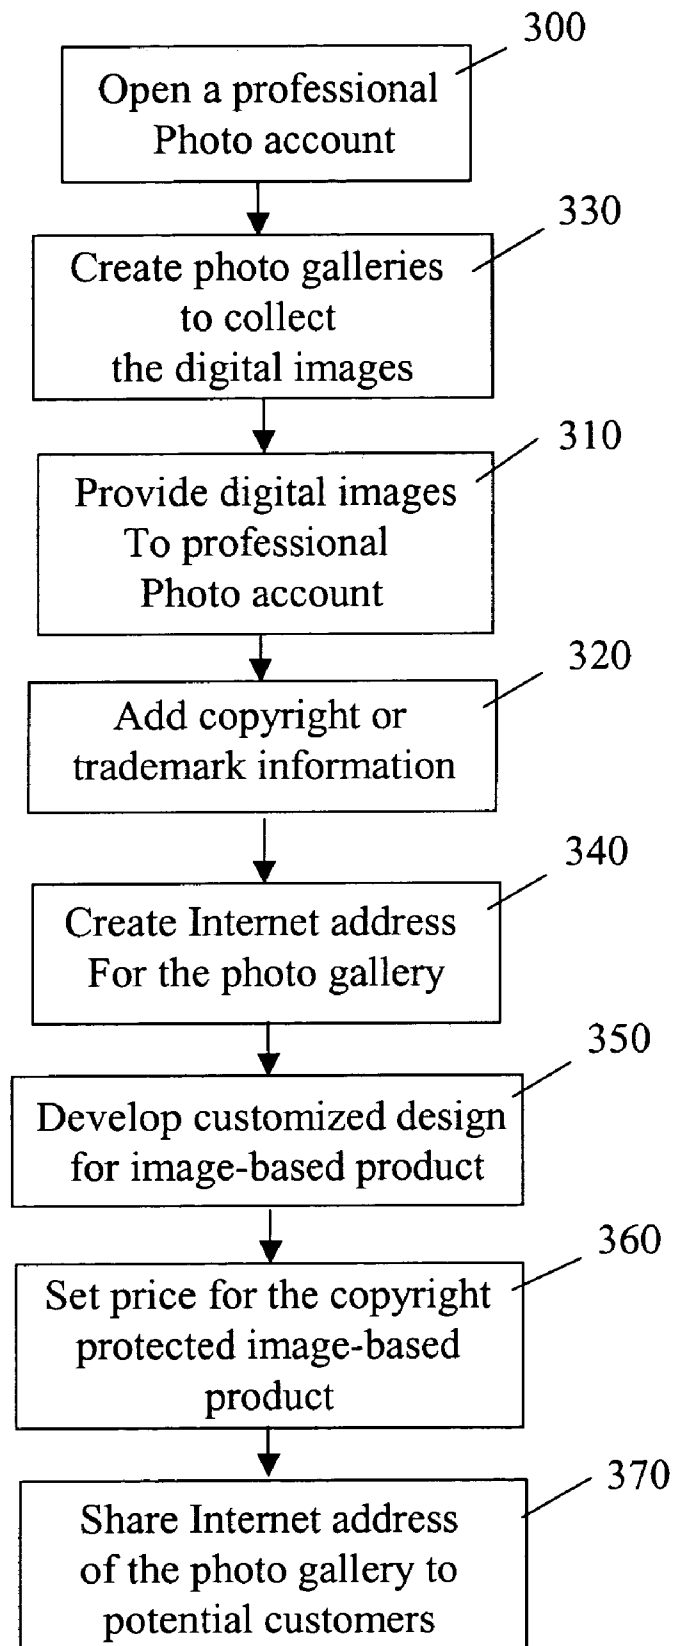 300
Open a professional
Photo account
330
Create photo galleries
to collect
the digital images
310
Provide digital images
To professional
Photo account
320
Add copyright or
trademark information
340
Create Internet address
For the photo gallery
350
Develop customized design
for image-based product
360
Set price for the copyright
protected image-based
product
370
Share Internet address
of the photo gallery to
potential customers